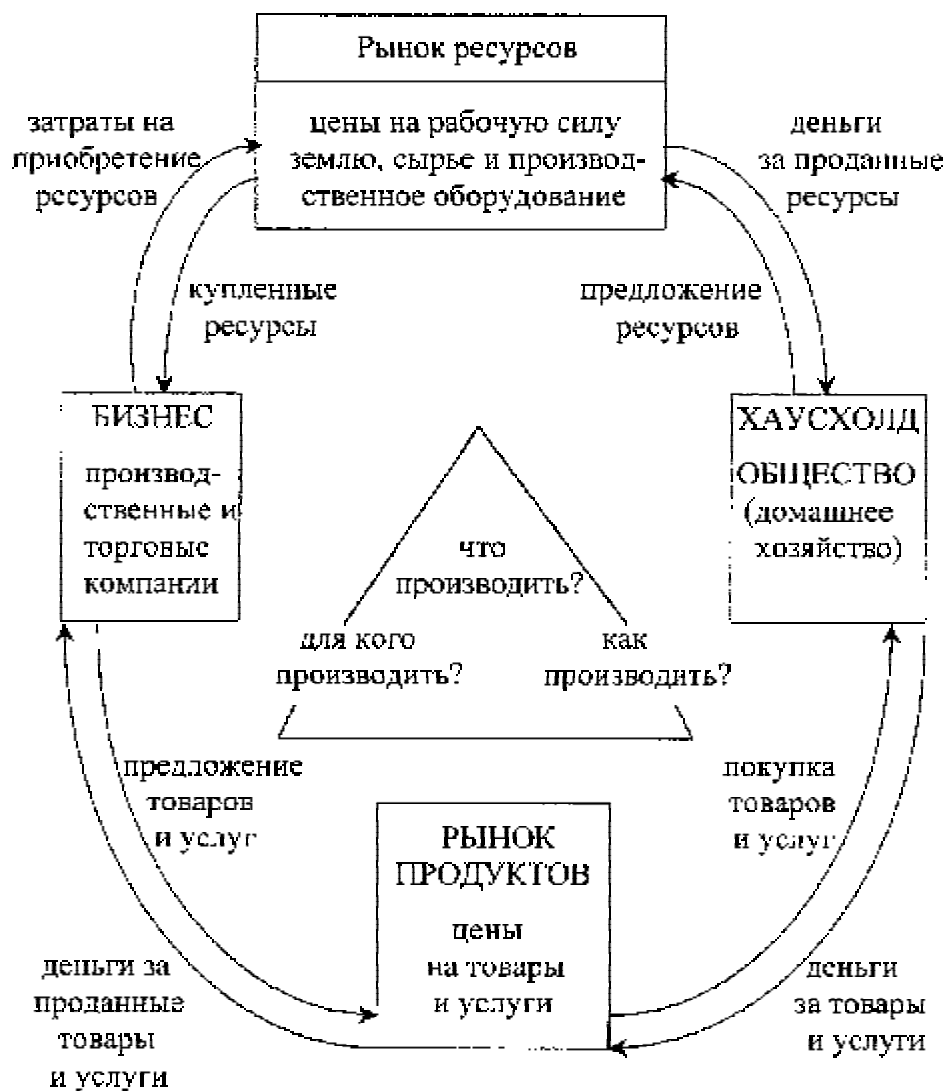 Рынок ресурсов
цены на рабочую силу
землю, сырье и производ-
ственное оборудование
затраты на
приобретение
ресурсов
деньги
за проданные
ресурсы
купленные
ресурсы
предложение
ресурсов
БИЗНЕС
производ-
ственные и
торговые
компании
ХАУСХОЛД
ОБЩЕСТВО
(домашнее
хозяйство)
что
производить?
для кого
производить?
как
производить?
предложение
товаров
и услуг
покупка
товаров
и услуг
РЫНОК
ПРОДУКТОВ
цены
на товары
и услуги
деньги за
проданные
товары
и услуги
деньги
за товары
и услуги